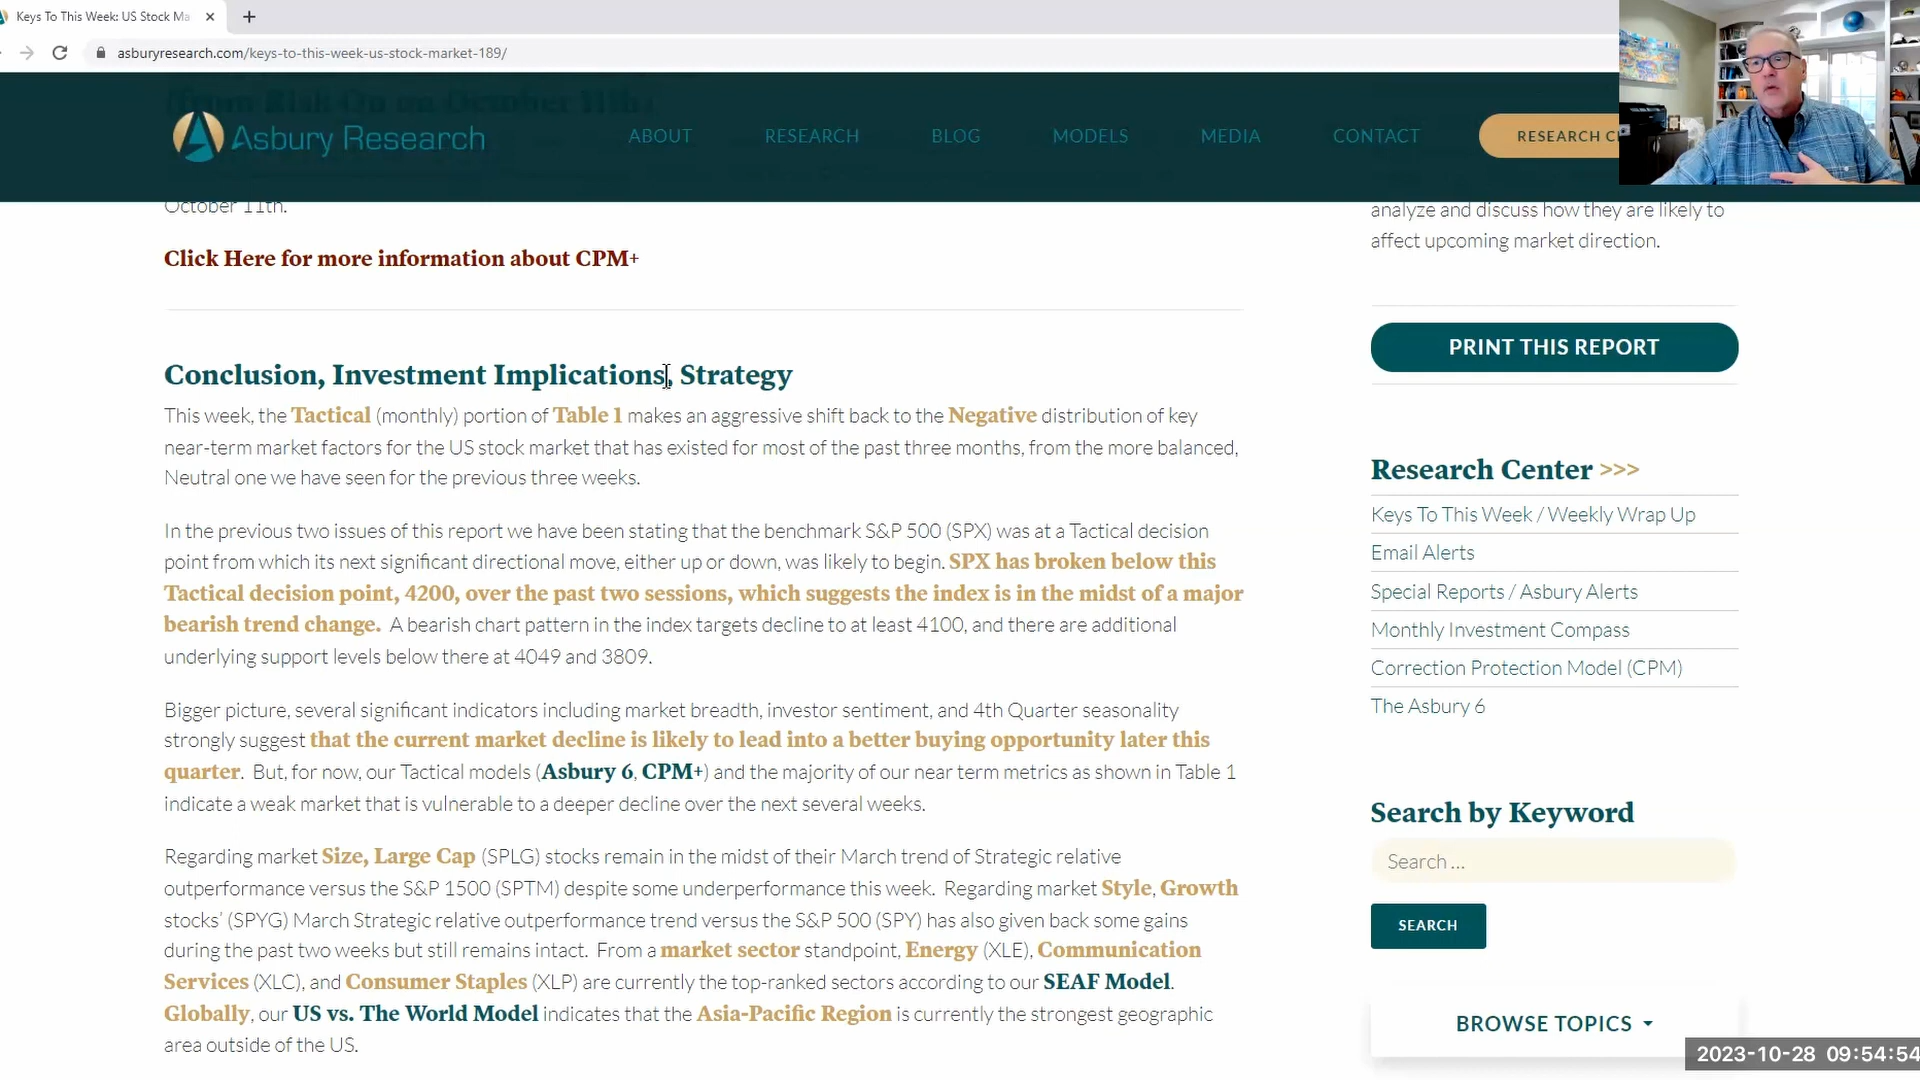 Keys To This Week: US Stock Ma
asburyresearch.com/keys-to-this-week-us-stock-market-189/
(from Risk On on October 11th).
Asbury Research
ABOUT
RESEARCH
BLOG
MODELS
MEDIA
CONTACT
RESEARCH C
October 11th.
Click Here for more information about CPM+
Conclusion, Investment Implications, Strategy
This week, the Tactical (monthly) portion of Table 1 makes an aggressive shift back to the Negative distribution of key
near-term market factors for the US stock market that has existed for most of the past three months, from the more balanced,
Neutral one we have seen for the previous three weeks.
In the previous two issues of this report we have been stating that the benchmark S&P 500 (SPX) was at a Tactical decision
point from which its next significant directional move, either up or down, was likely to begin. SPX has broken below this
Tactical decision point, 4200, over the past two sessions, which suggests the index is in the midst of a major
bearish trend change. A bearish chart pattern in the index targets decline to at least 4100, and there are additional
underlying support levels below there at 4049 and 3809.
Bigger picture, several significant indicators including market breadth, investor sentiment, and 4th Quarter seasonality
strongly suggest that the current market decline is likely to lead into a better buying opportunity later this
quarter. But, for now, our Tactical models (Asbury 6, CPM+) and the majority of our near term metrics as shown in Table 1
indicate a weak market that is vulnerable to a deeper decline over the next several weeks.
Regarding market Size, Large Cap (SPLG) stocks remain in the midst of their March trend of Strategic relative
outperformance versus the S&P 1500 (SPTM) despite some underperformance this week. Regarding market Style, Growth
stocks' (SPYG) March Strategic relative outperformance trend versus the S&P 500 (SPY) has also given back some gains
during the past two weeks but still remains intact. From a market sector standpoint, Energy (XLE), Communication
Services (XLC), and Consumer Staples (XLP) are currently the top-ranked sectors according to our SEAF Model.
Globally, our US vs. The World Model indicates that the Asia-Pacific Region is currently the strongest geographic
area outside of the US.
analyze and discuss how they are likely to
affect upcoming market direction.
PRINT THIS REPORT
Research Center >>>
Keys To This Week / Weekly Wrap Up
Email Alerts
Special Reports / Asbury Alerts
Monthly Investment Compass
Correction Protection Model (CPM)
The Asbury 6
Search by Keyword
Search ...
SEARCH
BROWSE TOPICS
2023-10-28 09:54:54